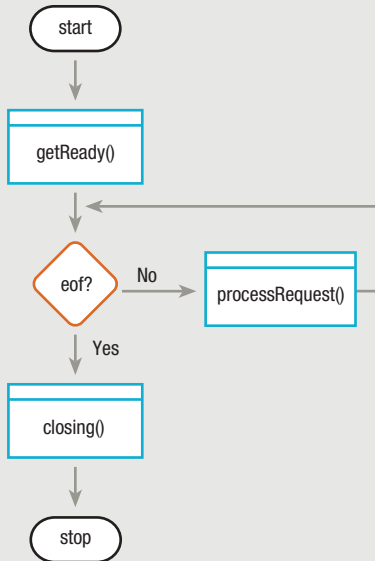 start
getReady()
eof?
No
processRequest()
Yes
closing()
stop